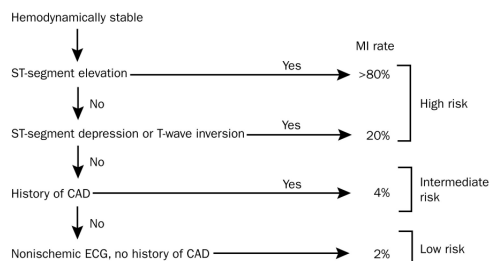 Hemodynamically stable
MI rate
ST-segment elevation Yes >80%
No
High risk
ST-segment depression or T-wave inversion Yes 20%
No
History of CAD Yes 4%
Intermediate
risk
No
Nonischemic ECG, no history of CAD 2% Low risk